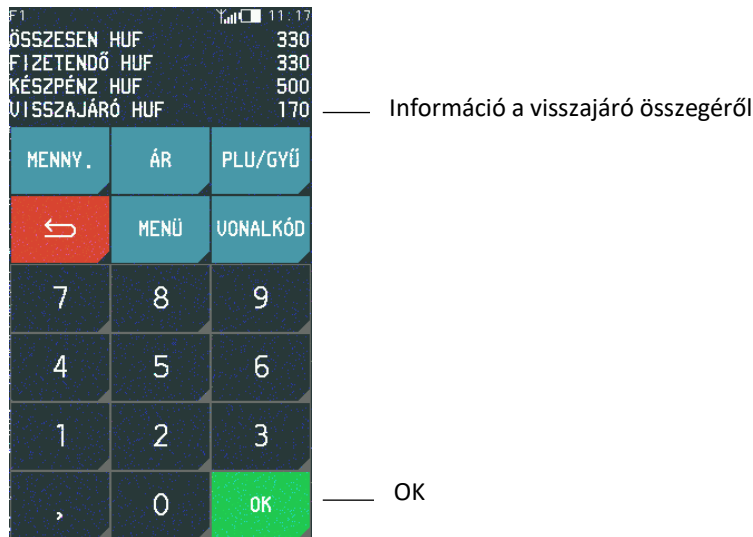 F1 11:17
ÖSSZESEN HUF 330
FIZETENDŐ HUF 330
KÉSZPÉNZ HUF 500
VISSZAJÁRÓ HUF 170
Információ a visszajáró összegéről
MENNY. ÁR PLU/GYŰ
MENÜ VONALKÓD
7 8 9
4 5 6
1 2 3
, 0 OK
OK